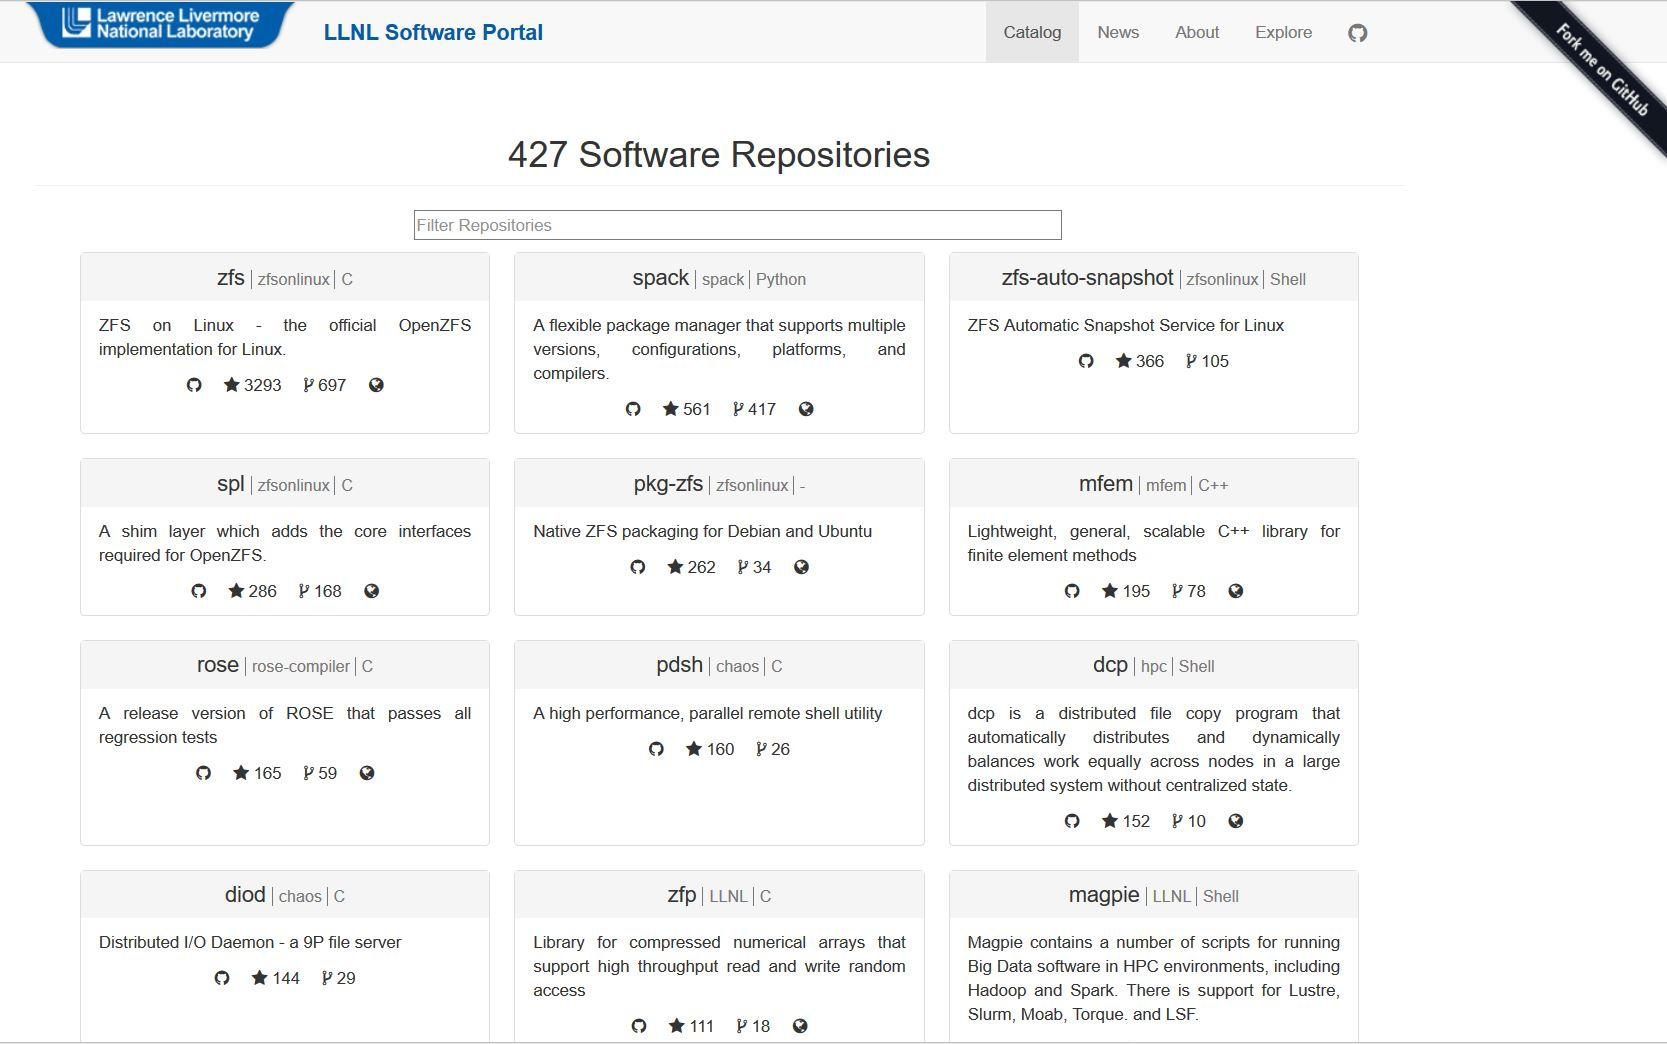 Lawrence Livermore
National Laboratory
LLNL Software Portal
Catalog News About Explore
Fork me on GitHub
427 Software Repositories
Filter Repositories
zfs | zfsonlinux | C
ZFS on Linux - the official OpenZFS
implementation for Linux.
3293 697
spack | spack | Python
A flexible package manager that supports multiple
versions, configurations, platforms, and
compilers.
561 417
zfs-auto-snapshot | zfsonlinux | Shell
ZFS Automatic Snapshot Service for Linux
366 105
spl | zfsonlinux | C
A shim layer which adds the core interfaces
required for OpenZFS.
286 168
pkg-zfs | zfsonlinux | -
Native ZFS packaging for Debian and Ubuntu
262 34
mfem | mfem | C++
Lightweight, general, scalable C++ library for
finite element methods
195 78
rose | rose-compiler | C
A release version of ROSE that passes all
regression tests
165 59
pdsh | chaos | C
A high performance, parallel remote shell utility
160 26
dcp | hpc | Shell
dcp is a distributed file copy program that
automatically distributes and dynamically
balances work equally across nodes in a large
distributed system without centralized state.
152 10
diod | chaos | C
Distributed I/O Daemon - a 9P file server
144 29
zfp | LLNL | C
Library for compressed numerical arrays that
support high throughput read and write random
access
111 18
magpie | LLNL | Shell
Magpie contains a number of scripts for running
Big Data software in HPC environments, including
Hadoop and Spark. There is support for Lustre,
Slurm, Moab, Torque. and LSF.